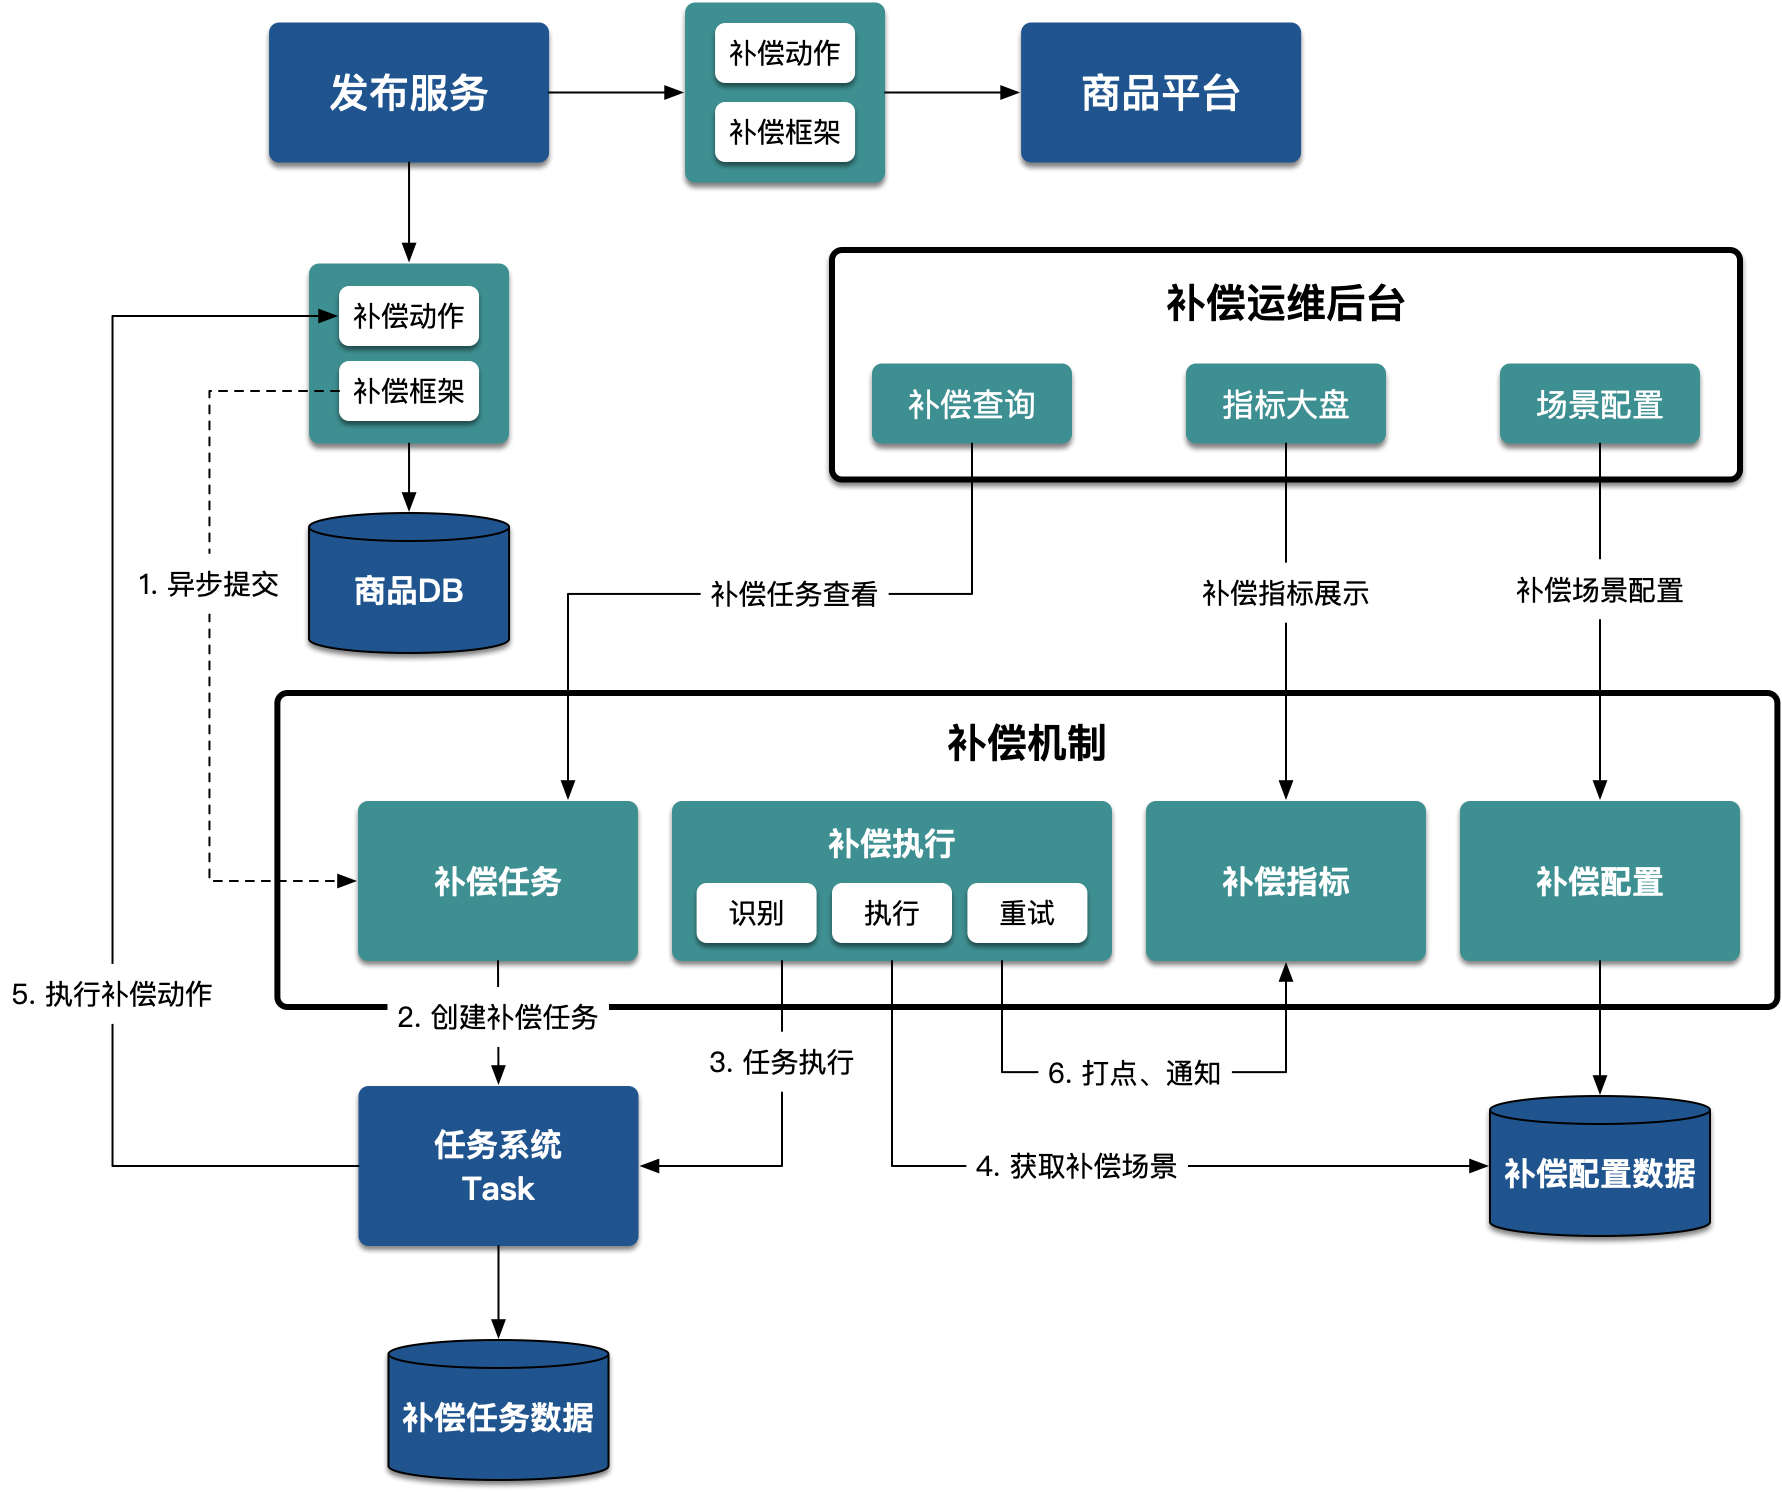 发布服务
补偿动作
补偿框架
商品平台
补偿动作
补偿框架
商品DB
补偿运维后台
补偿查询
指标大盘
场景配置
1. 异步提交
补偿任务查看
补偿指标展示
补偿场景配置
补偿机制
补偿任务
补偿执行
识别
执行
重试
补偿指标
补偿配置
5. 执行补偿动作
2. 创建补偿任务
3. 任务执行
6. 打点、通知
4. 获取补偿场景
任务系统
Task
补偿配置数据
补偿任务数据